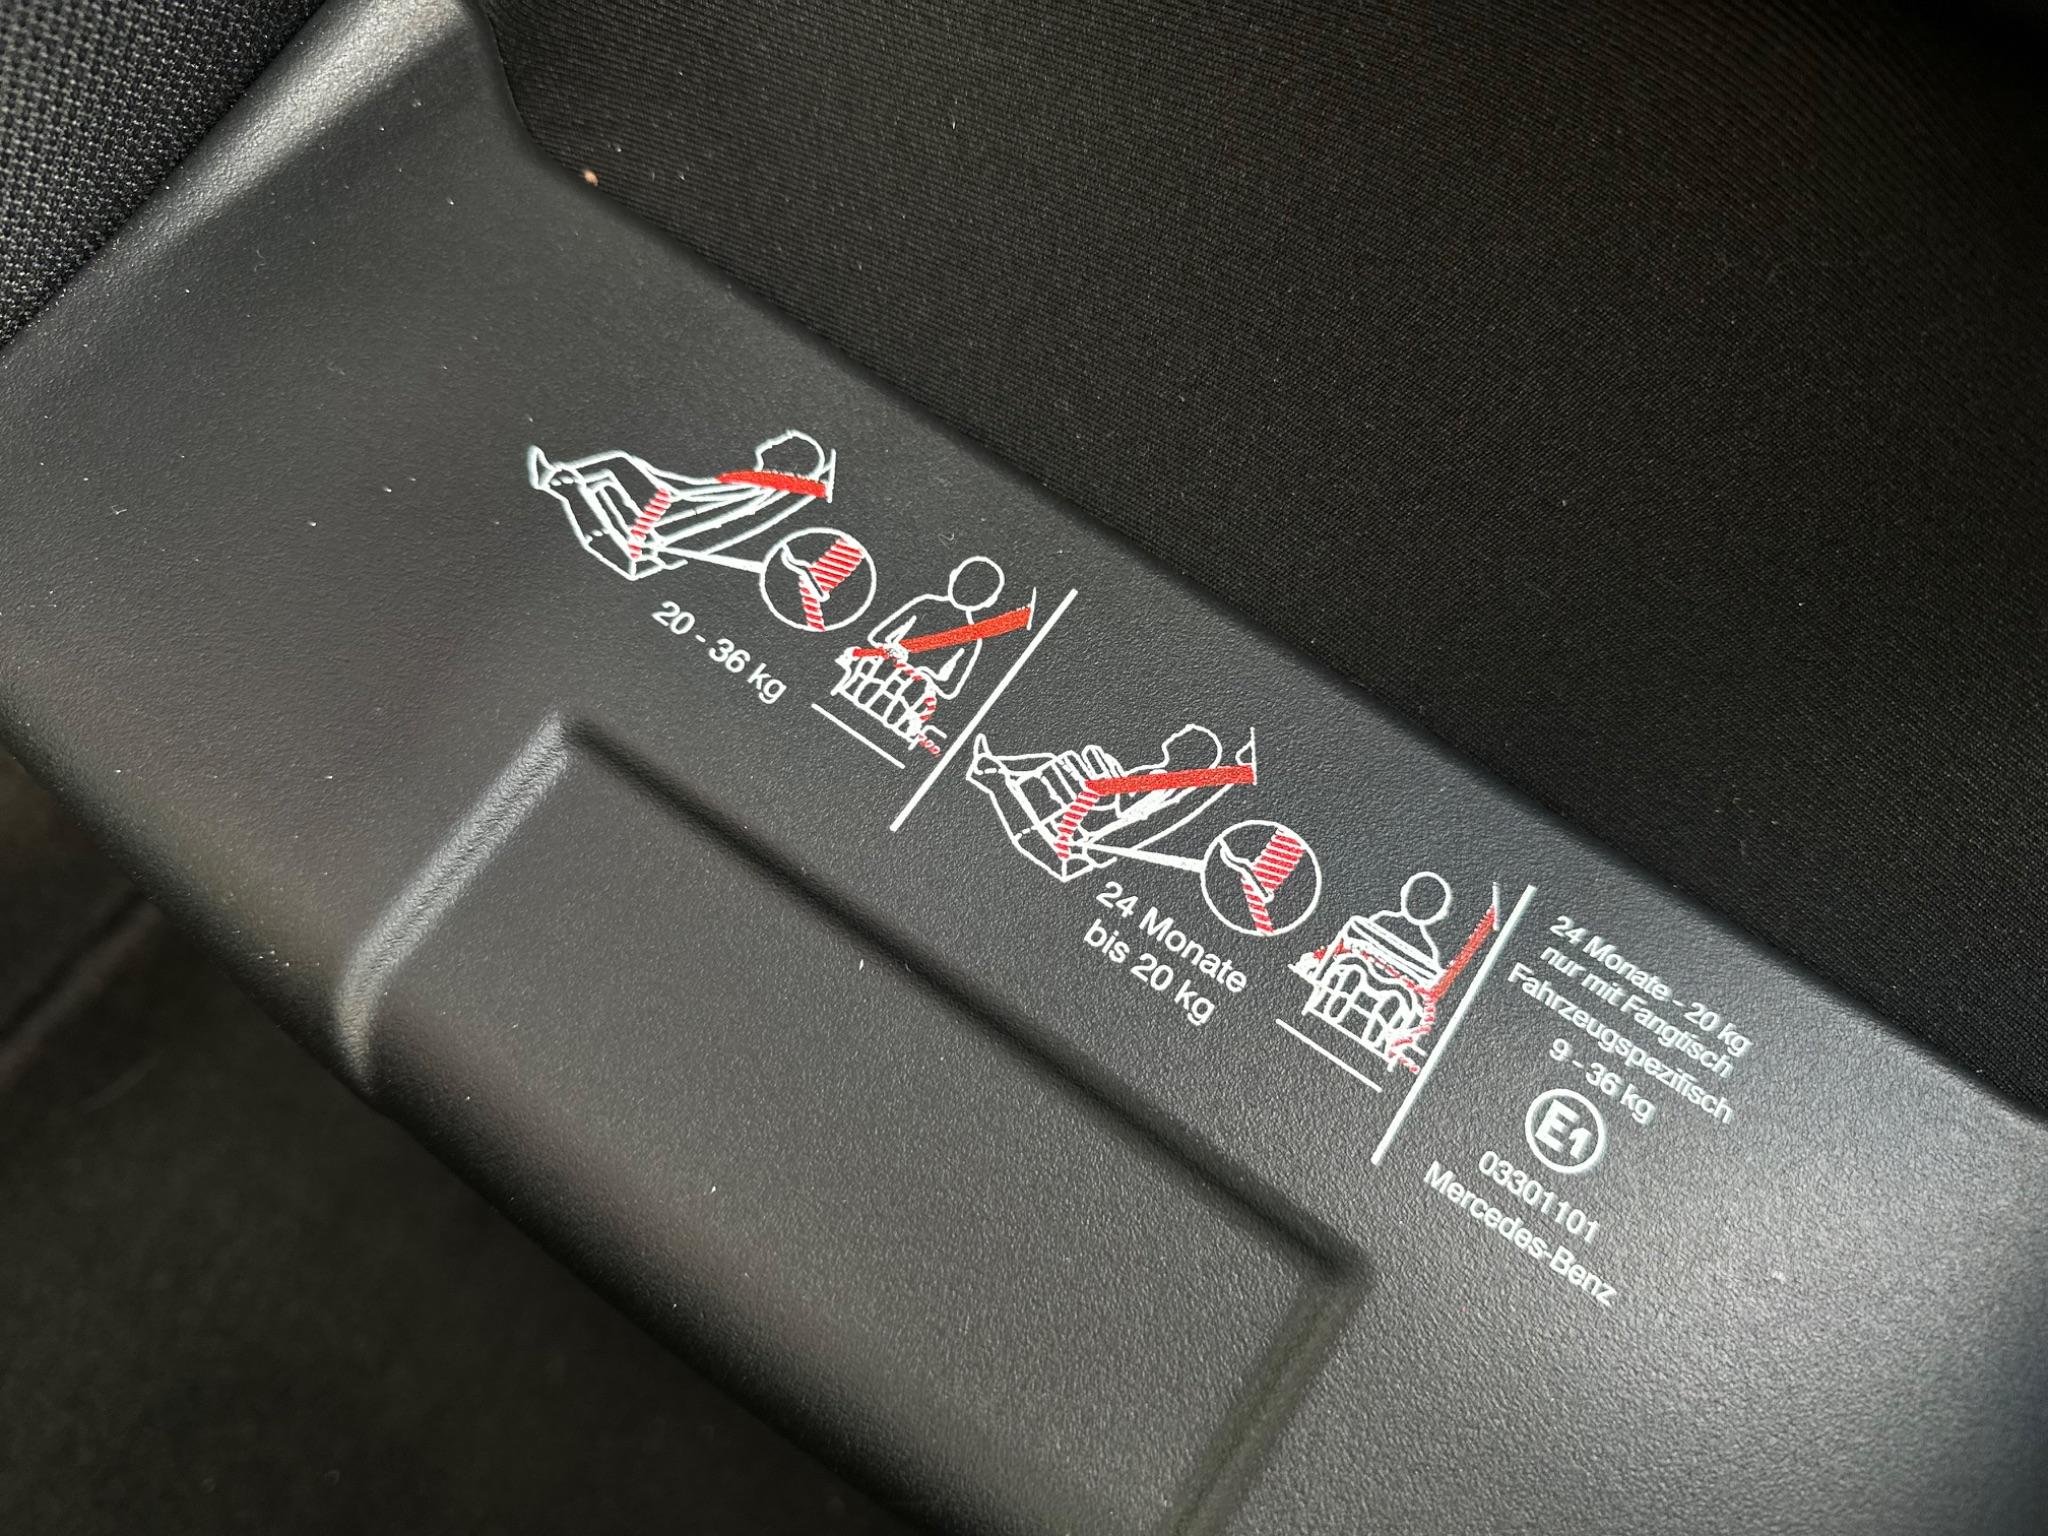 20 - 36 kg
24 Monate
bis 20 kg
24 Monate - 20 kg
nur mit Fangtisch
Fahrzeugspezifisch
9 - 36 kg
E1
03301101
Mercedes-Benz